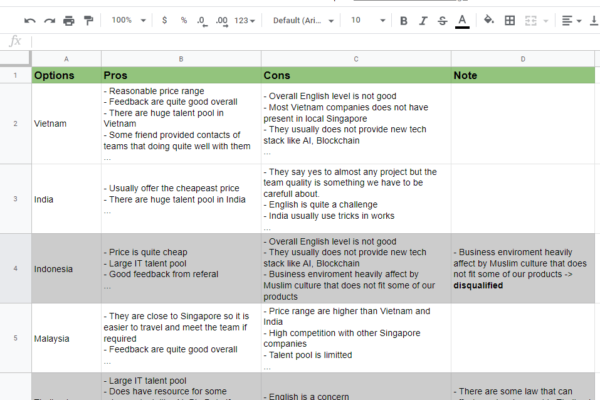 100%
$ % .0 .00 123
Default (Ari...
10
B I S A
fx
A B C D
1 Options Pros Cons Note
2 Vietnam
- Reasonable price range
- Feedback are quite good overall
- There are huge talent pool in
Vietnam
- Some friend provided contacts of
teams that doing quite well with them
...
- Overall English level is not good
- Most Vietnam companies does not have
present in local Singapore
- They usually does not provide new tech
stack like AI, Blockchain
...
3 India
- Usually offer the cheapeast price
- There are huge talent pool in India
...
- They say yes to almost any project but the
team quality is something we have to be
carefull about.
- English is quite a challenge
- India usually use tricks in works
...
4 Indonesia
- Price is quite cheap
- Large IT talent pool
- Good feedback from referal
...
- Overall English level is not good
- They usually does not provide new tech
stack like AI, Blockchain
- Business enviroment heavily affect by
Muslim culture that does not fit some of our
products
- Business enviroment heavily
affect by Muslim culture that does
not fit some of our products ->
disqualified
5 Malaysia
- They are close to Singapore so it is
easier to travel and meet the team if
required
- Feedback are quite good overall
...
- Price range are higher than Vietnam and
India
- High competition with other Singapore
companies
- Talent pool is limitted
...
- Large IT talent pool
- Does have resource for some
- English is a concern
- There are some law that can